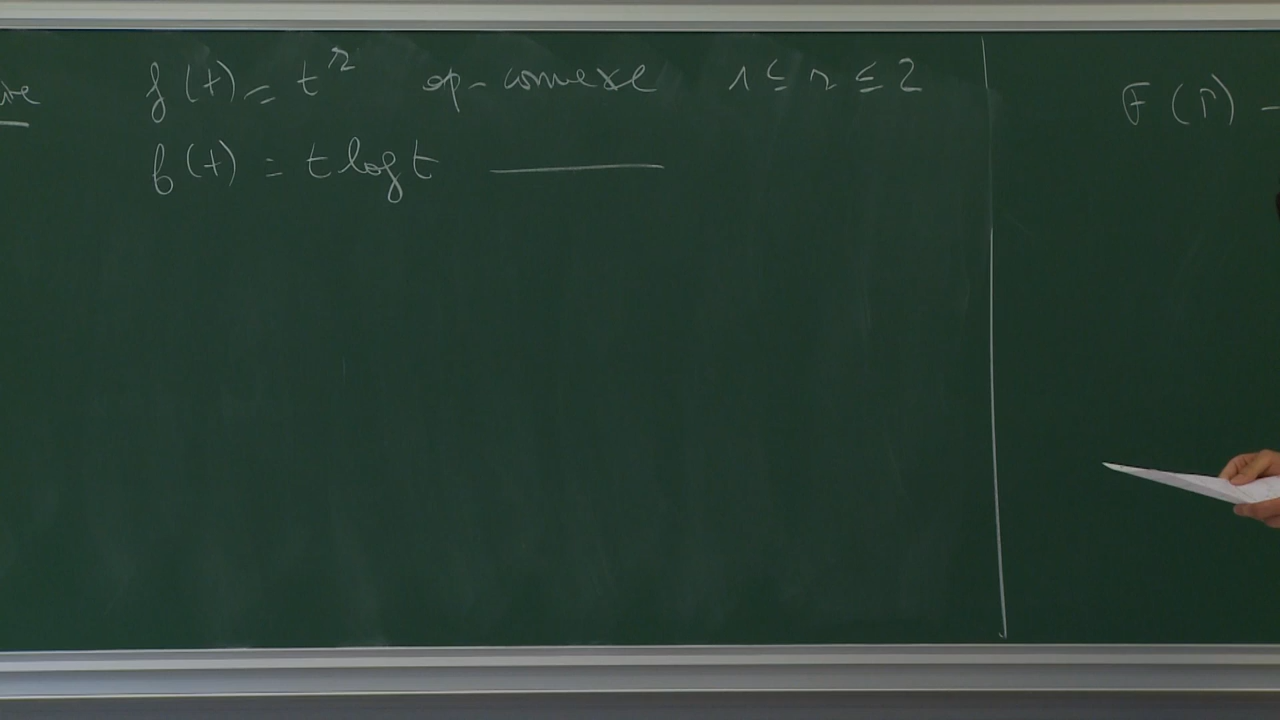 f(t) = t^r op-convexe 1 ≤ r ≤ 2
f(t) = t log t ———
F(Γ) –